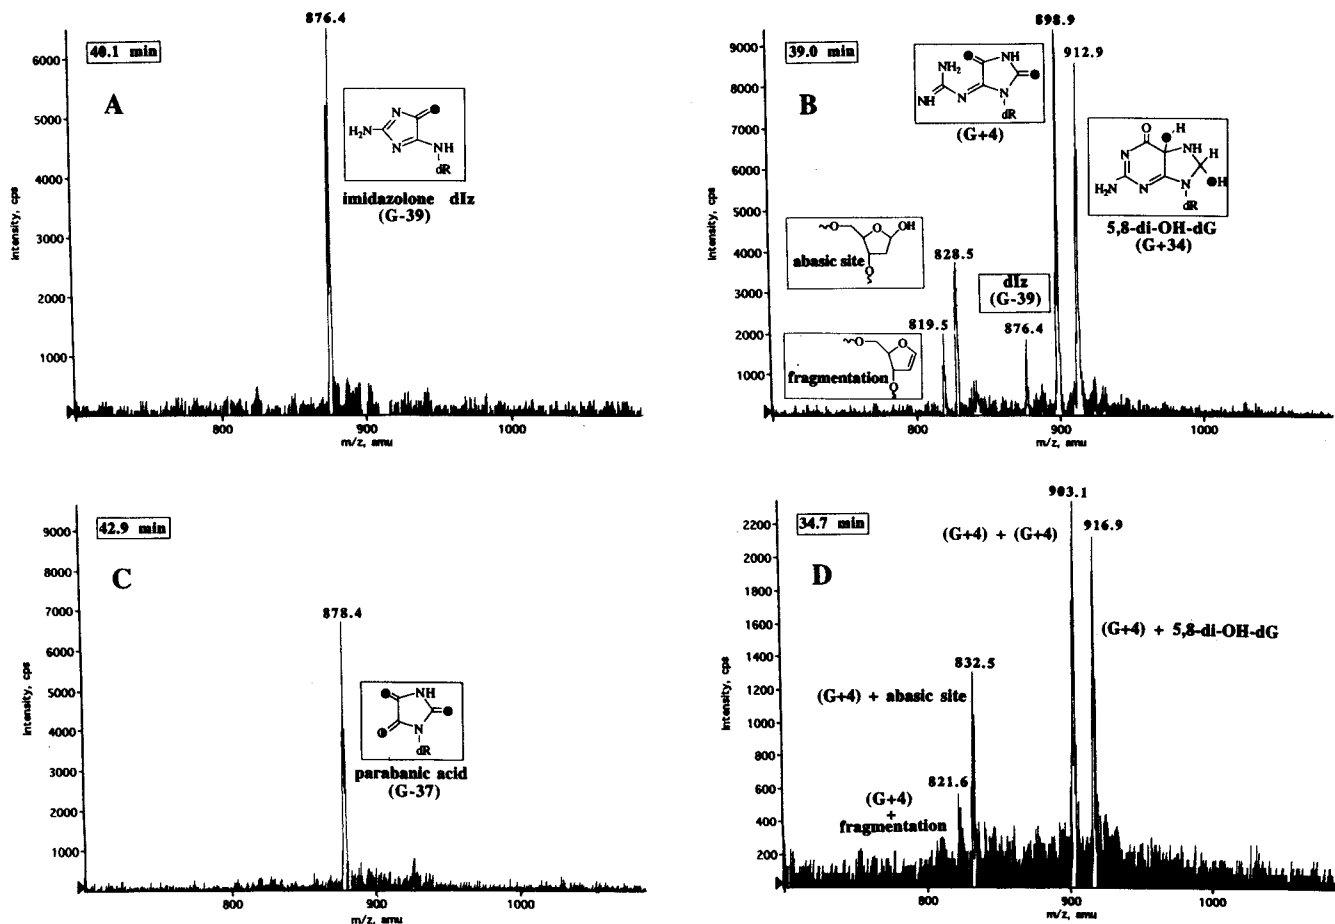 A
40.1 min
876.4
Intensity, cps
6000
5000
4000
3000
2000
1000
800
900
1000
m/z, amu
N
H₂N
N
NH
dR
imidazolone dIz
(G-39)
B
39.0 min
898.9
912.9
Intensity, cps
9000
8000
7000
6000
5000
4000
3000
2000
1000
800
900
1000
m/z, amu
NH₂
NH
NH
N
N
dR
(G+4)
O
H
N
NH
H
H₂N
N
N
H
dR
5,8-di-OH-dG
(G+34)
O
O
OH
abasic site
O
828.5
dIz
(G-39)
819.5
876.4
O
O
fragmentation
O
C
42.9 min
878.4
Intensity, cps
9000
8000
7000
6000
5000
4000
3000
2000
1000
800
900
1000
m/z, amu
NH
N
dR
parabanic acid
(G-37)
D
34.7 min
903.1
(G+4) + (G+4)
916.9
(G+4) + 5,8-di-OH-dG
832.5
(G+4) + abasic site
821.6
(G+4)
+
fragmentation
Intensity, cps
2200
2000
1800
1600
1400
1200
1000
800
600
400
200
800
900
1000
m/z, amu